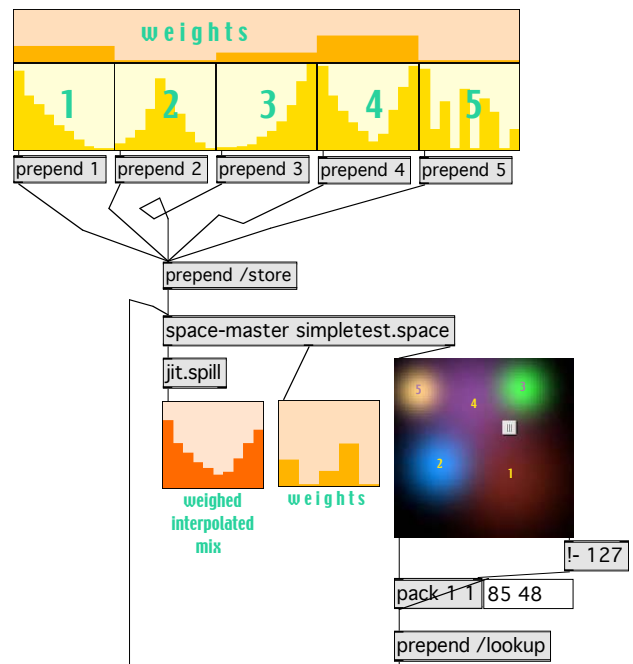 weights
1 2 3 4 5
prepend 1 prepend 2 prepend 3 prepend 4 prepend 5
prepend /store
space-master simpletest.space
jit.spill
5 3
4
2
1
weighed
interpolated
mix
weights
!- 127
pack 1 1 85 48
prepend /lookup